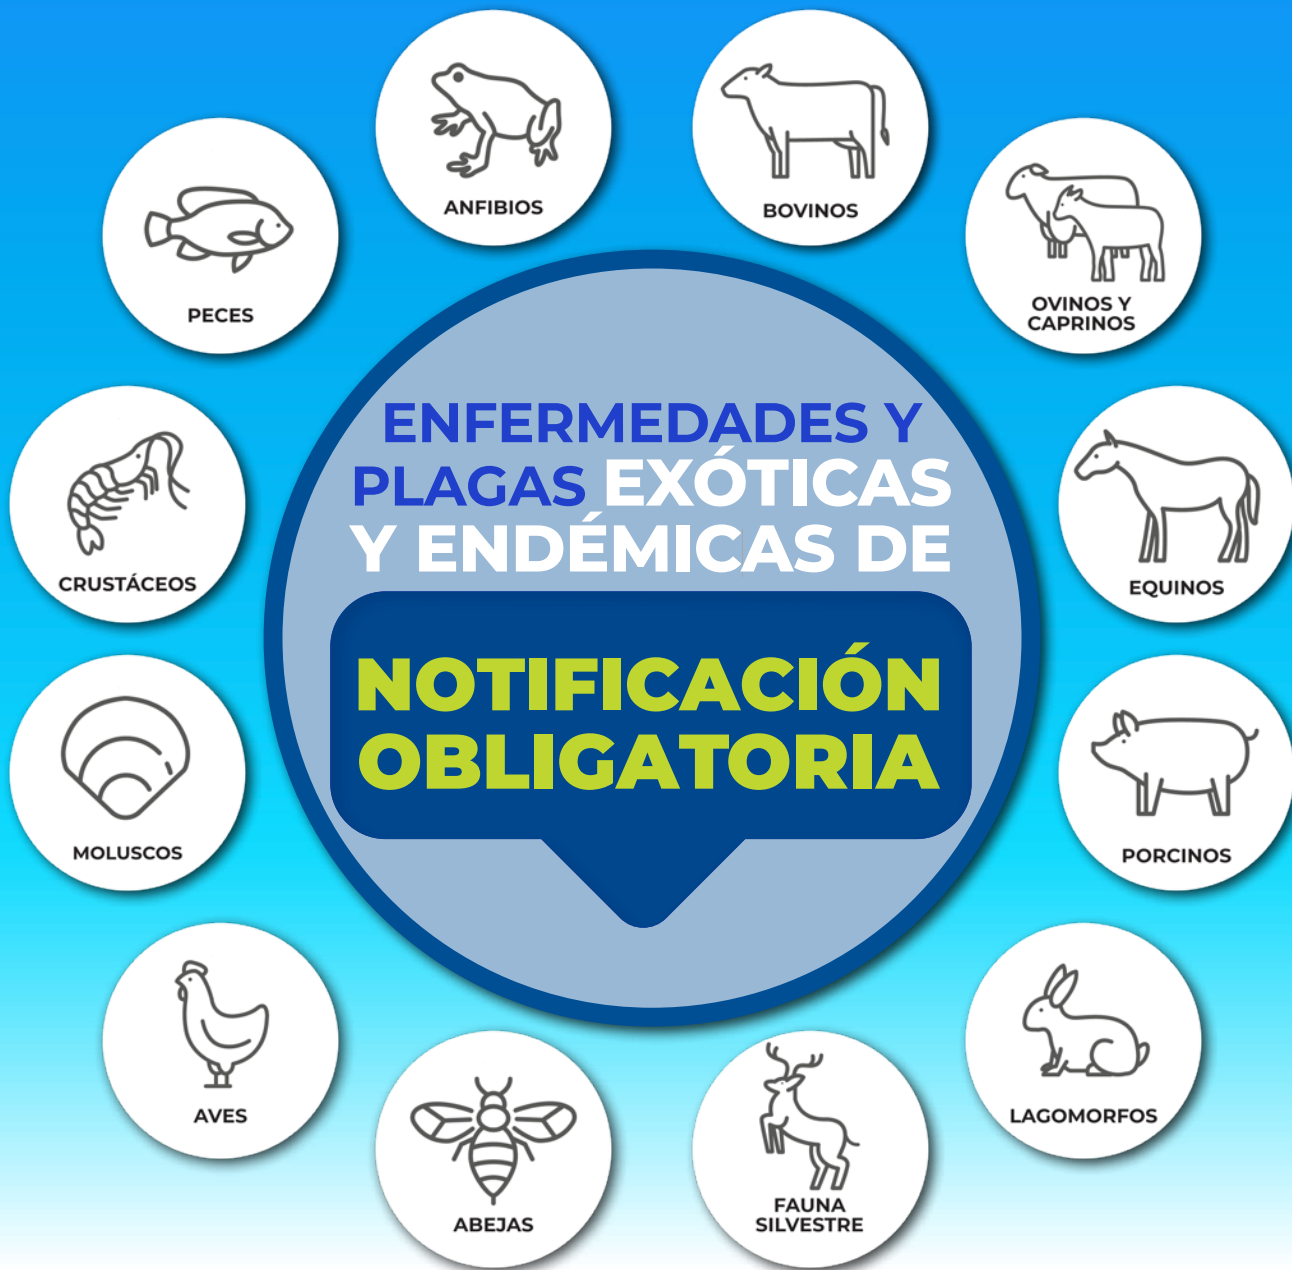 ANFIBIOS
BOVINOS
PECES
OVINOS Y
CAPRINOS
ENFERMEDADES Y
PLAGAS EXÓTICAS
Y ENDÉMICAS DE
CRUSTÁCEOS
EQUINOS
NOTIFICACIÓN
OBLIGATORIA
MOLUSCOS
PORCINOS
AVES
LAGOMORFOS
ABEJAS
FAUNA
SILVESTRE